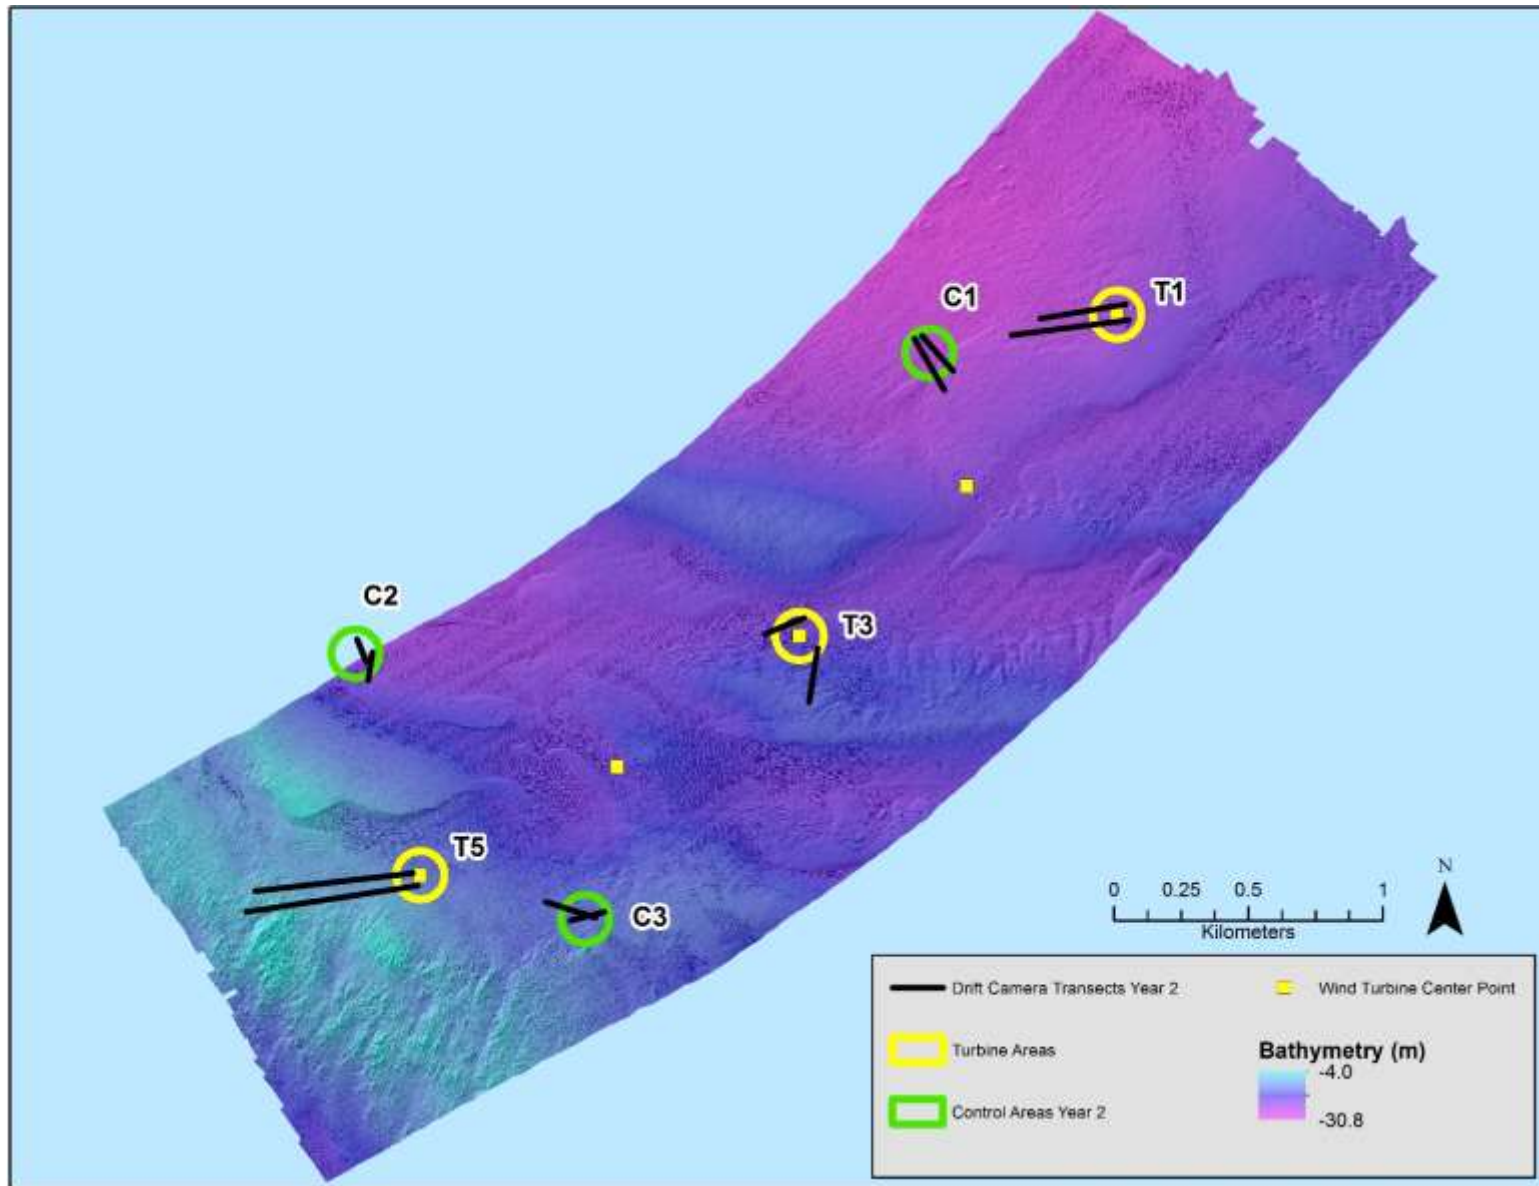 C1
T1
C2
T3
T5
C3
0 0.25 0.5 1
Kilometers
N
Drift Camera Transects Year 2
Wind Turbine Center Point
Turbine Areas
Bathymetry (m)
-4.0
-30.8
Control Areas Year 2